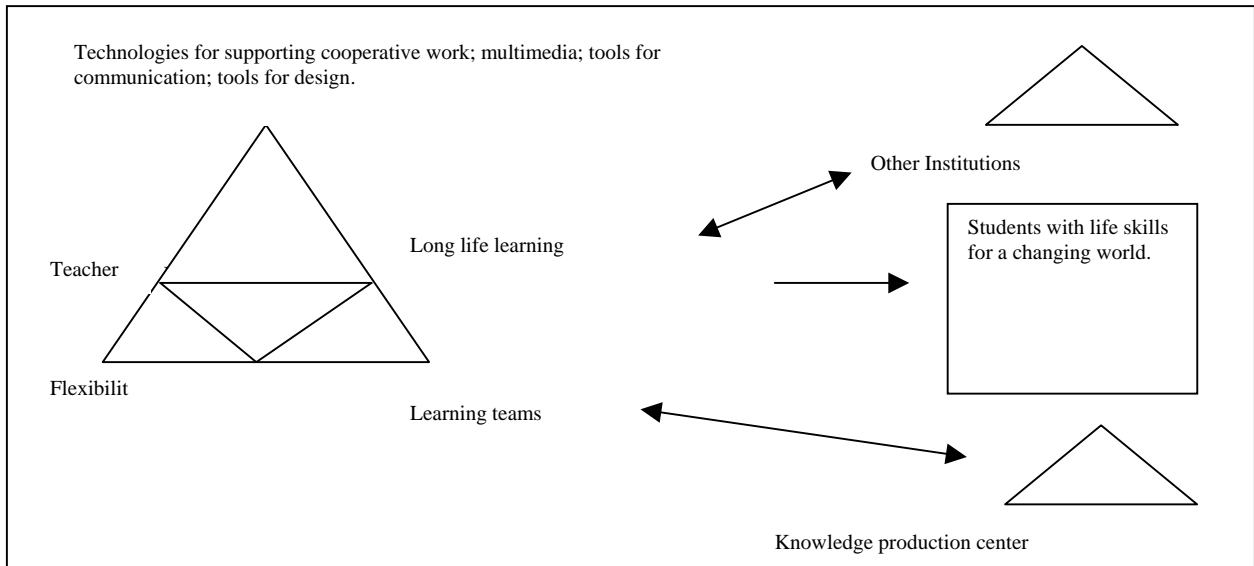 Technologies for supporting cooperative work; multimedia; tools for
communication; tools for design.
Other Institutions
Students with life skills
for a changing world.
Long life learning
Teacher
Flexibilit
Learning teams
Knowledge production center